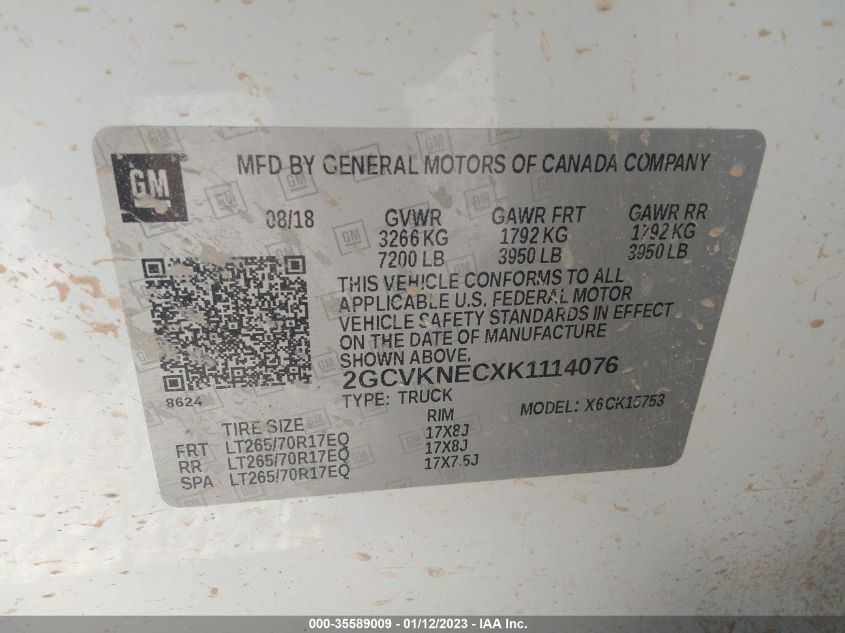 GM
MFD BY GENERAL MOTORS OF CANADA COMPANY
08/18 GVWR GAWR FRT GAWR RR
3266 KG 1792 KG 1792 KG
7200 LB 3950 LB 3950 LB
THIS VEHICLE CONFORMS TO ALL
APPLICABLE U.S. FEDERAL MOTOR
VEHICLE SAFETY STANDARDS IN EFFECT
ON THE DATE OF MANUFACTURE
SHOWN ABOVE.
2GCVKNECXK1114076
8624
TYPE: TRUCK MODEL: X6CK15753
TIRE SIZE RIM
FRT LT265/70R17EQ 17X8J
RR LT265/70R17EQ 17X8J
SPA LT265/70R17EQ 17X7.5J
000-35589009 - 01/12/2023 - IAA Inc.